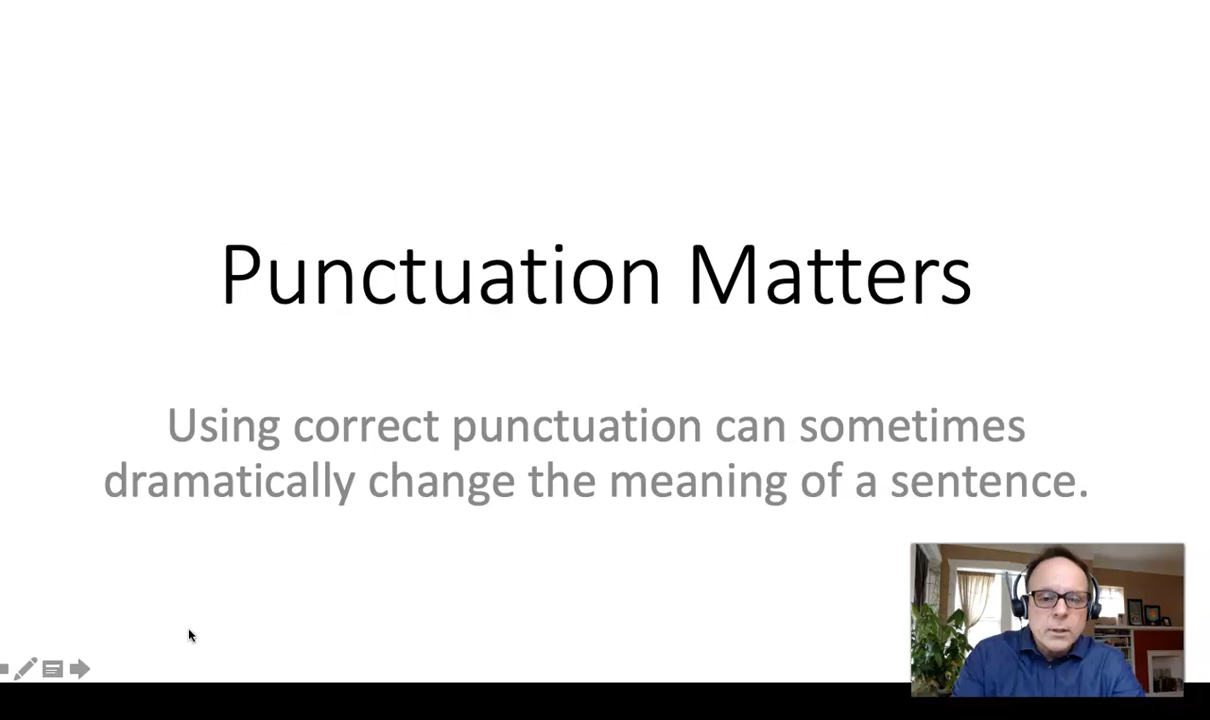 Punctuation Matters
Using correct punctuation can sometimes
dramatically change the meaning of a sentence.